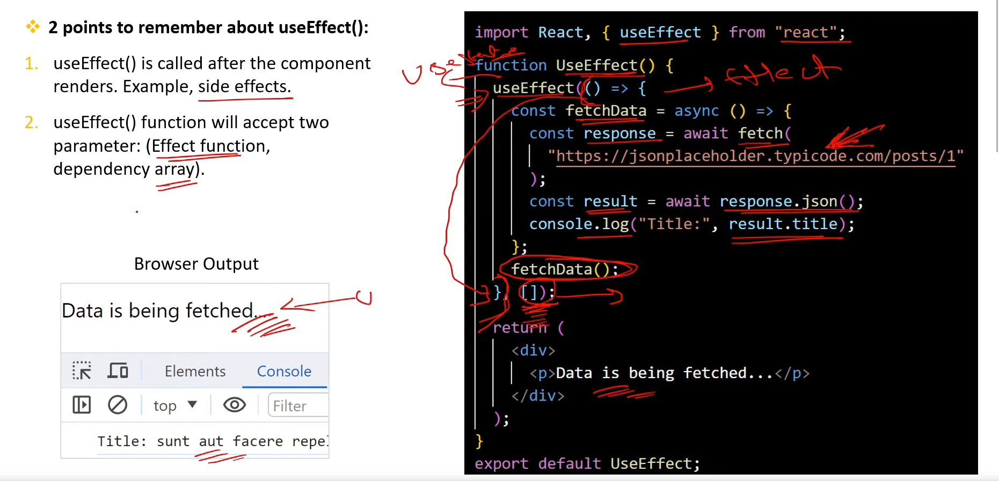 ❖ 2 points to remember about useEffect():
1. useEffect() is called after the component
renders. Example, side effects.
2. useEffect() function will accept two
parameter: (Effect function,
dependency array).
Browser Output
Data is being fetched...
Elements Console
top Filter
Title: sunt aut facere repel
import React, { useEffect } from "react";
function UseEffect() {
useEffect(() => {
const fetchData = async () => {
const response = await fetch(
"https://jsonplaceholder.typicode.com/posts/1"
);
const result = await response.json();
console.log("Title:", result.title);
};
fetchData();
}, []);
return (
<div>
<p>Data is being fetched...</p>
</div>
);
}
export default UseEffect;
Effect